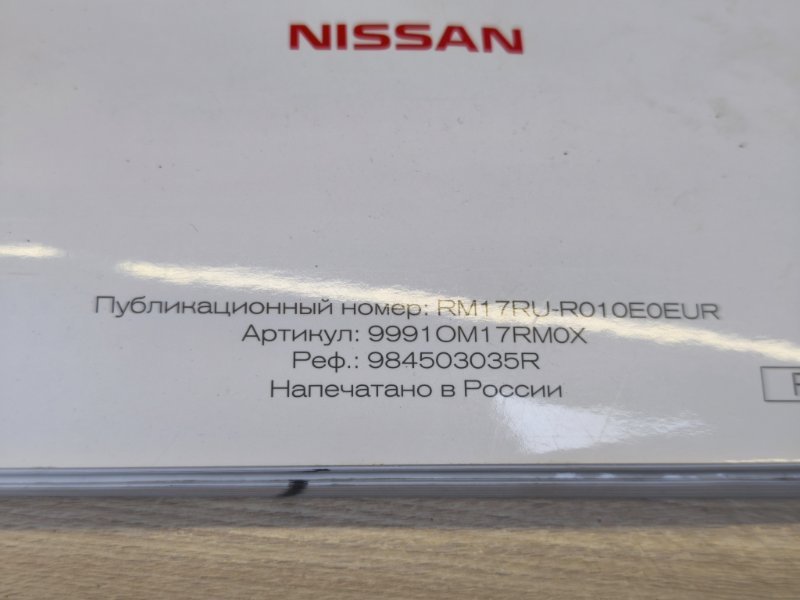 NISSAN
Публикационный номер: RM17RU-R010E0EUR
Артикул: 9991OM17RM0X
Реф.: 984503035R
Напечатано в России